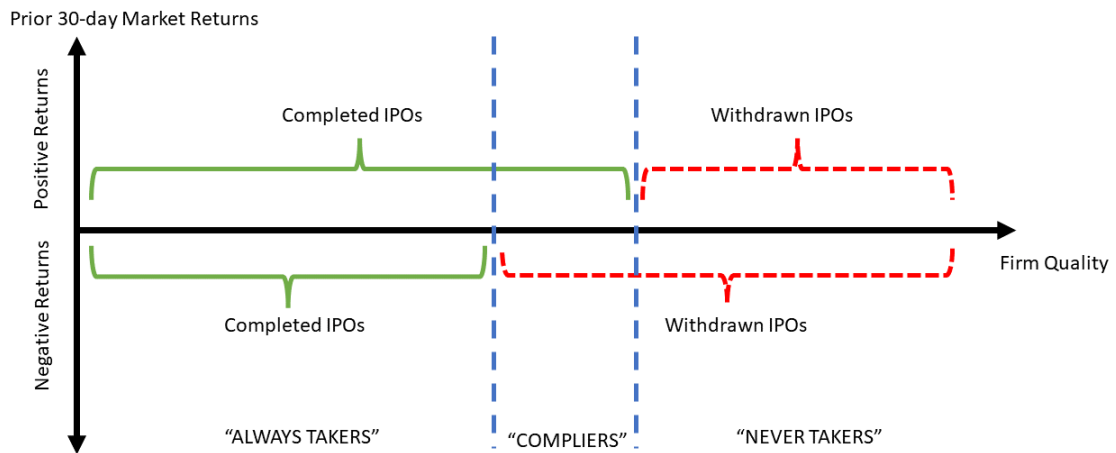 Prior 30-day Market Returns
Positive Returns
Completed IPOs
Withdrawn IPOs
Firm Quality
Negative Returns
Completed IPOs
Withdrawn IPOs
“ALWAYS TAKERS”
“COMPLIERS”
“NEVER TAKERS”